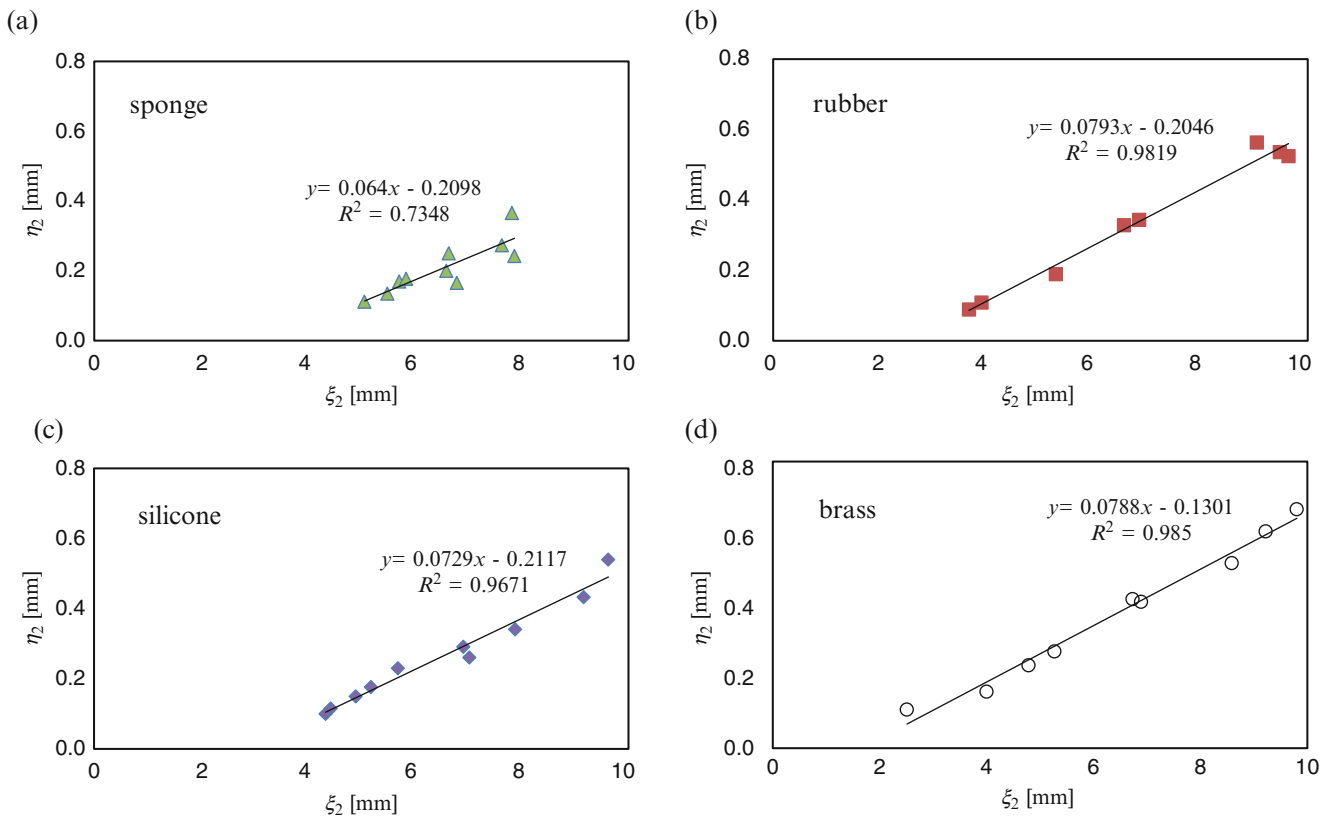 (a)
0.8
0.6
0.4
0.2
0.0
η₂ [mm]
sponge
y= 0.064x - 0.2098
R² = 0.7348
0 2 4 6 8 10
ξ₂ [mm]
(b)
0.8
0.6
0.4
0.2
0.0
η₂ [mm]
rubber
y= 0.0793x - 0.2046
R² = 0.9819
0 2 4 6 8 10
ξ₂ [mm]
(c)
0.8
0.6
0.4
0.2
0.0
η₂ [mm]
silicone
y= 0.0729x - 0.2117
R² = 0.9671
0 2 4 6 8 10
ξ₂ [mm]
(d)
0.8
0.6
0.4
0.2
0.0
η₂ [mm]
brass
y= 0.0788x - 0.1301
R² = 0.985
0 2 4 6 8 10
ξ₂ [mm]